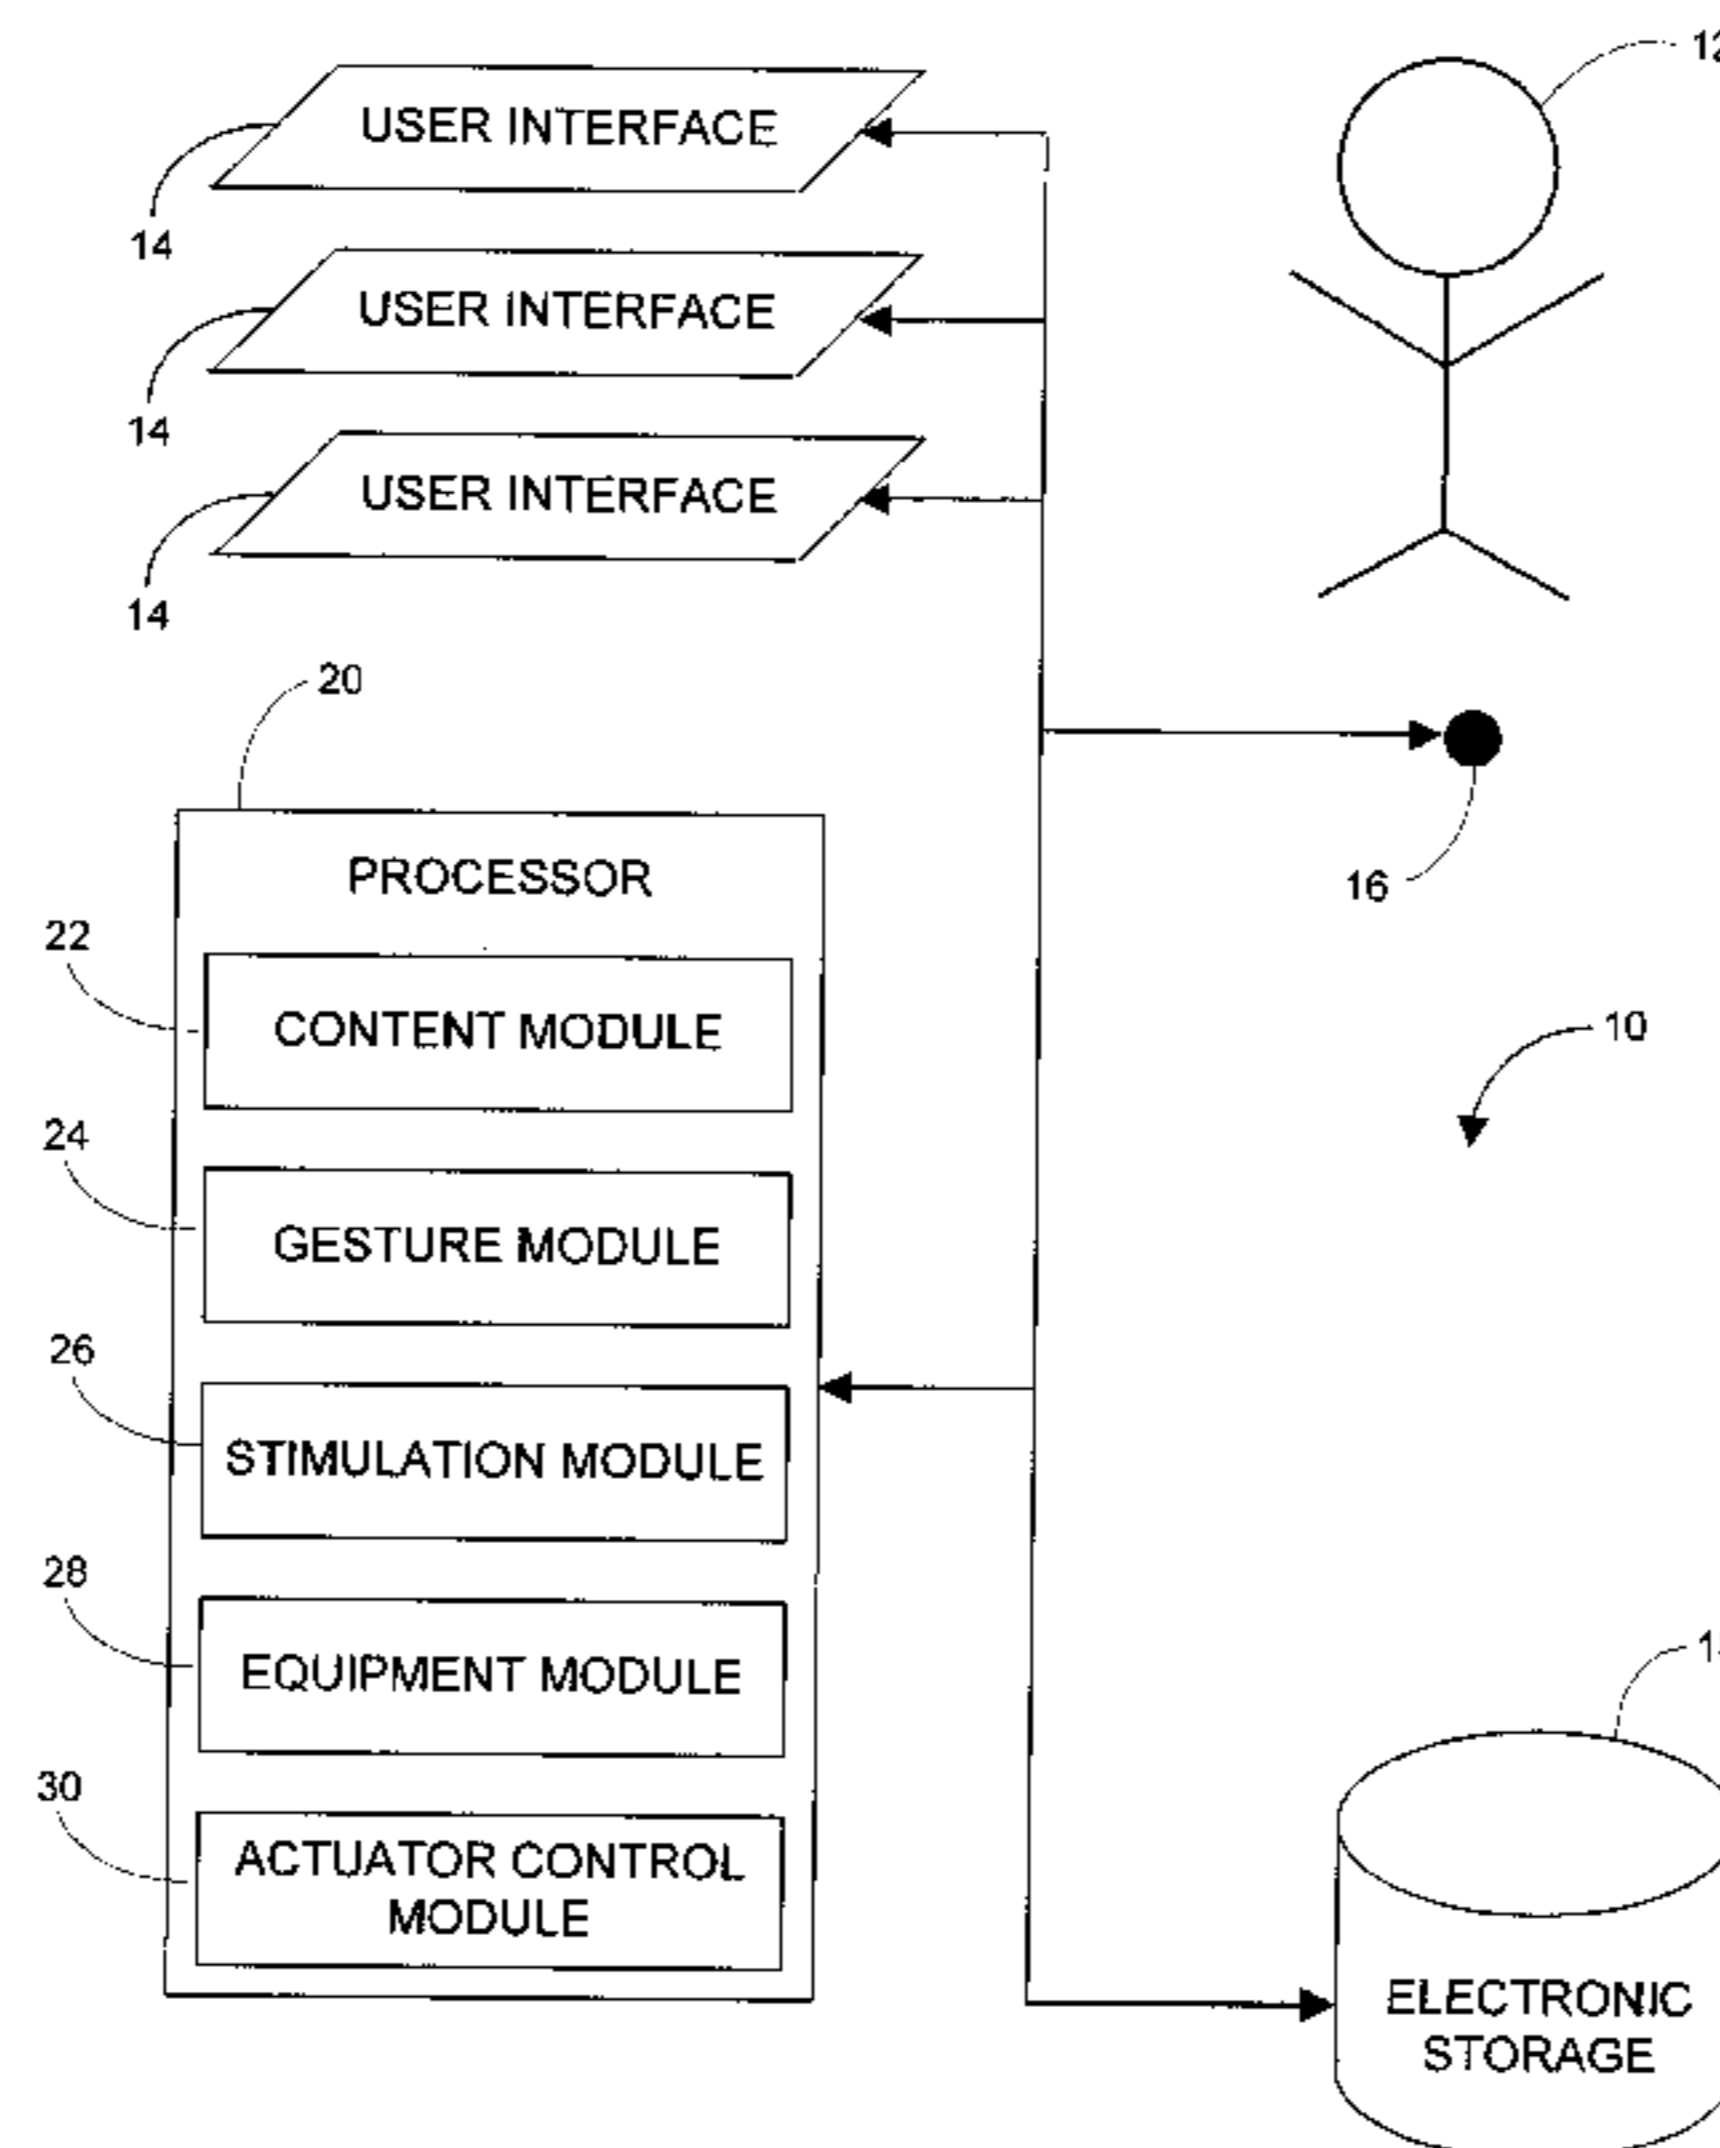 12
USER INTERFACE
14
USER INTERFACE
14
USER INTERFACE
14
20
PROCESSOR
16
22
CONTENT MODULE
10
24
GESTURE MODULE
26
STIMULATION MODULE
28
EQUIPMENT MODULE
30
ACTUATOR CONTROL
MODULE
ELECTRONIC
STORAGE